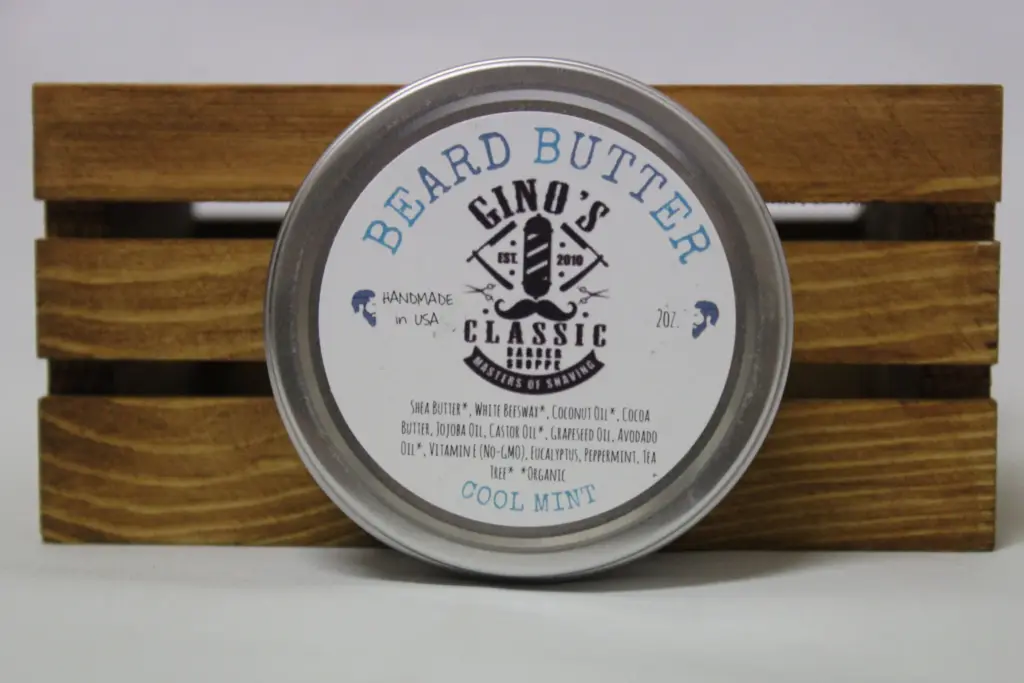 BEARD BUTTER
GINO'S
EST. 2010
HANDMADE
in USA
2OZ.
CLASSIC
BARBER
SHOPPE
MASTERS OF SHAVING
SHEA BUTTER*, WHITE BEESWAX*, COCONUT OIL*, COCOA
BUTTER, JOJOBA OIL, CASTOR OIL*, GRAPESEED OIL, AVODADO
OIL*, VITAMIN E (NO-GMO), EUCALYPTUS, PEPPERMINT, TEA
TREE* *ORGANIC
COOL MINT